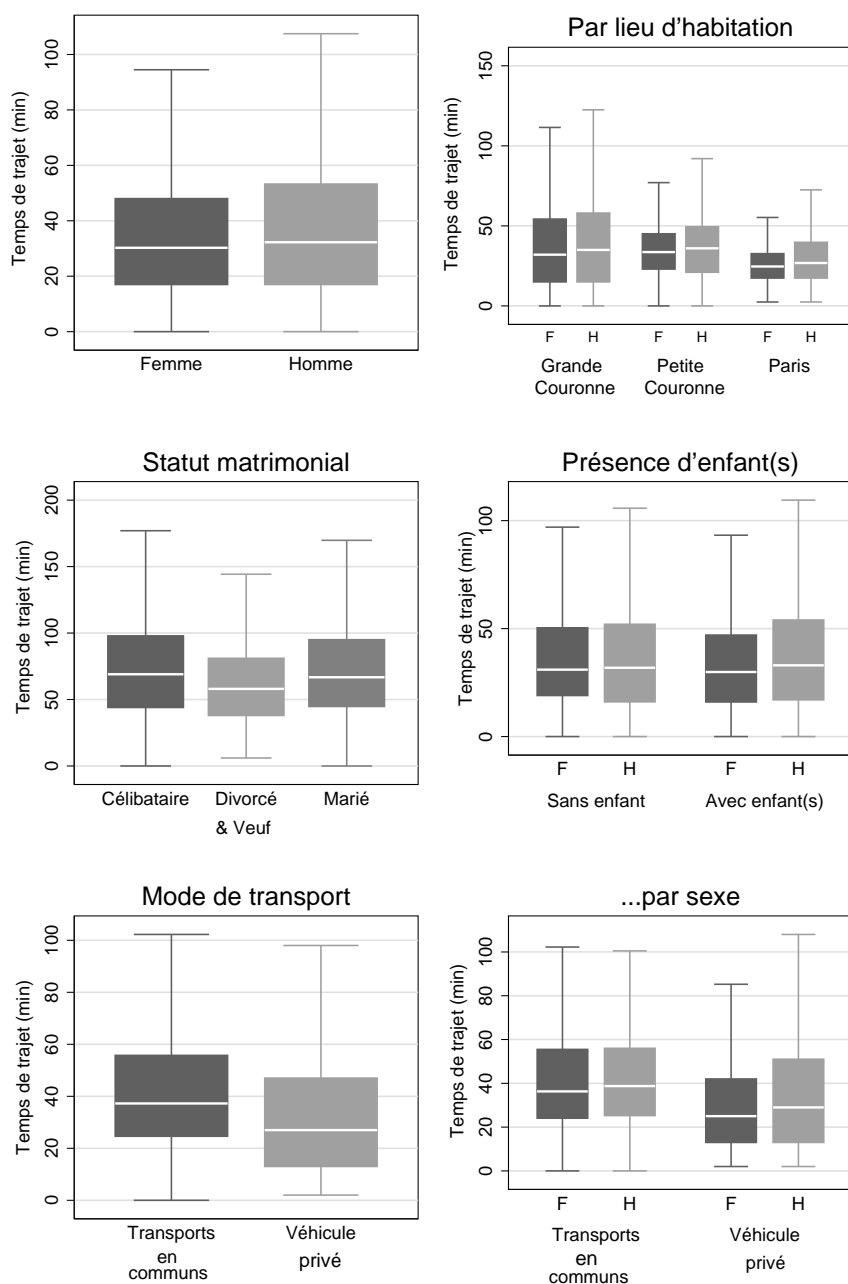 Temps de trajet (min)
0 20 40 60 80 100
Femme Homme
Par lieu d'habitation
Temps de trajet (min)
0 50 100 150
F H F H F H
Grande Petite Paris
Couronne Couronne
Statut matrimonial
Temps de trajet (min)
0 50 100 150 200
Célibataire Divorcé Marié
& Veuf
Présence d'enfant(s)
Temps de trajet (min)
0 50 100
F H F H
Sans enfant Avec enfant(s)
Mode de transport
Temps de trajet (min)
0 20 40 60 80 100
Transports Véhicule
en privé
communs
...par sexe
Temps de trajet (min)
0 20 40 60 80 100
F H F H
Transports Véhicule
en privé
communs